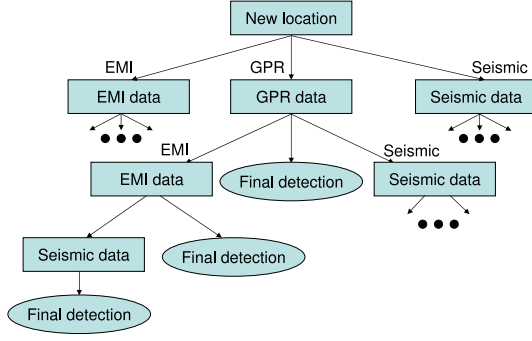 New location
EMI
GPR
Seismic
EMI data
GPR data
Seismic data
EMI
Seismic
EMI data
Final detection
Seismic data
Seismic data
Final detection
Final detection